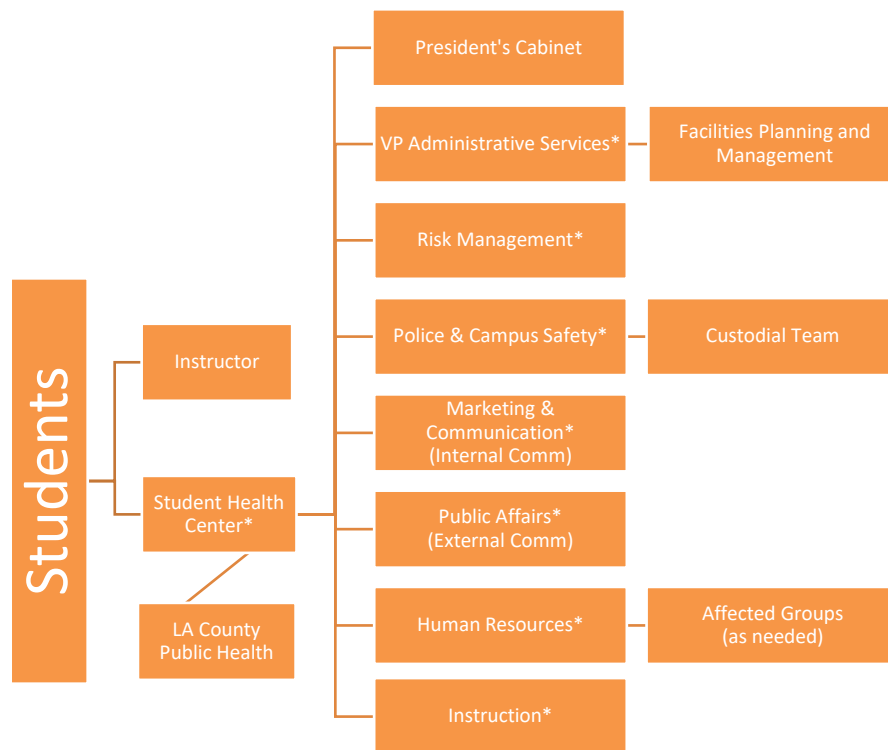 Students
Instructor
Student Health
Center*
LA County
Public Health
President's Cabinet
VP Administrative Services*
Facilities Planning and
Management
Risk Management*
Police & Campus Safety*
Custodial Team
Marketing &
Communication*
(Internal Comm)
Public Affairs*
(External Comm)
Human Resources*
Affected Groups
(as needed)
Instruction*